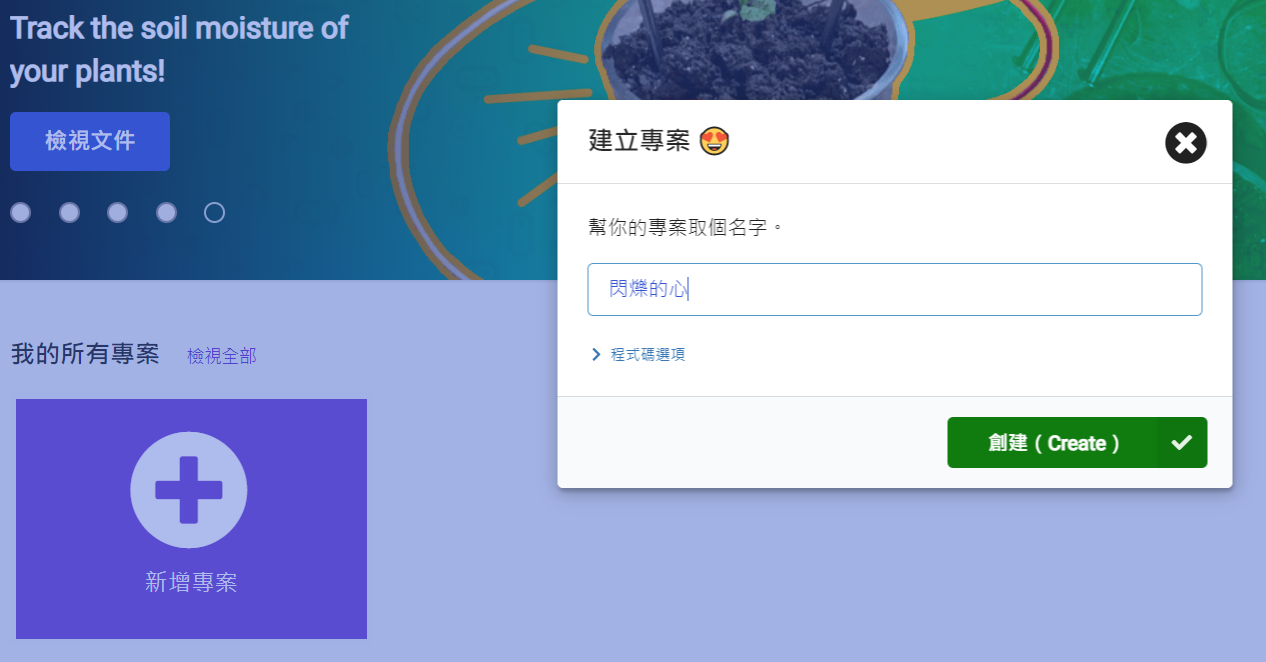 Track the soil moisture of
your plants!
檢視文件
建立專案
幫你的專案取個名字。
閃爍的心
程式碼選項
創建 ( Create )
我的所有專案 檢視全部
新增專案